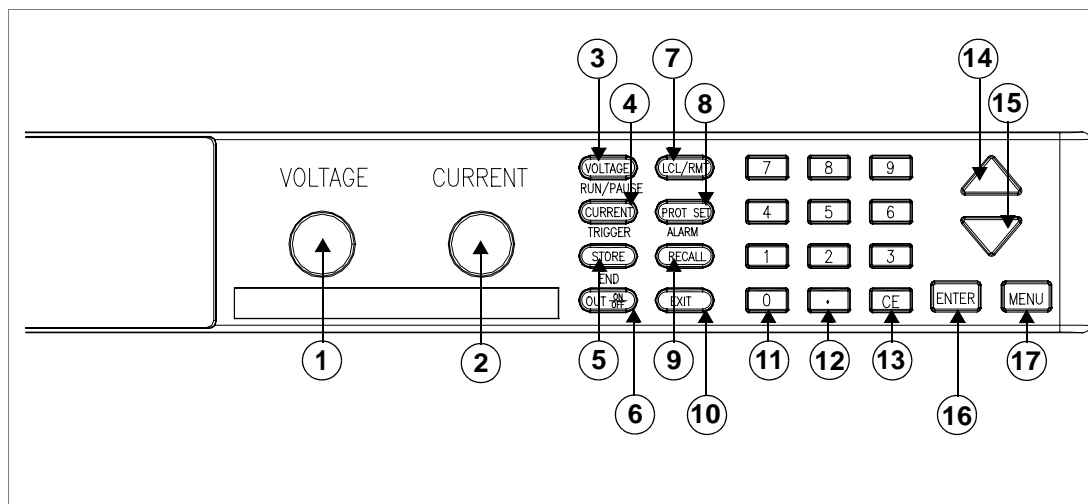 3 7 14
4 8 15
VOLTAGE CURRENT
VOLTAGE LCL/RMT 7 8 9
RUN/PAUSE
CURRENT PROT SET 4 5 6
TRIGGER ALARM
STORE RECALL 1 2 3
END
OUT ON OFF EXIT 0 . CE ENTER MENU
1 2 5 9 11 12 13 17
6 10 16